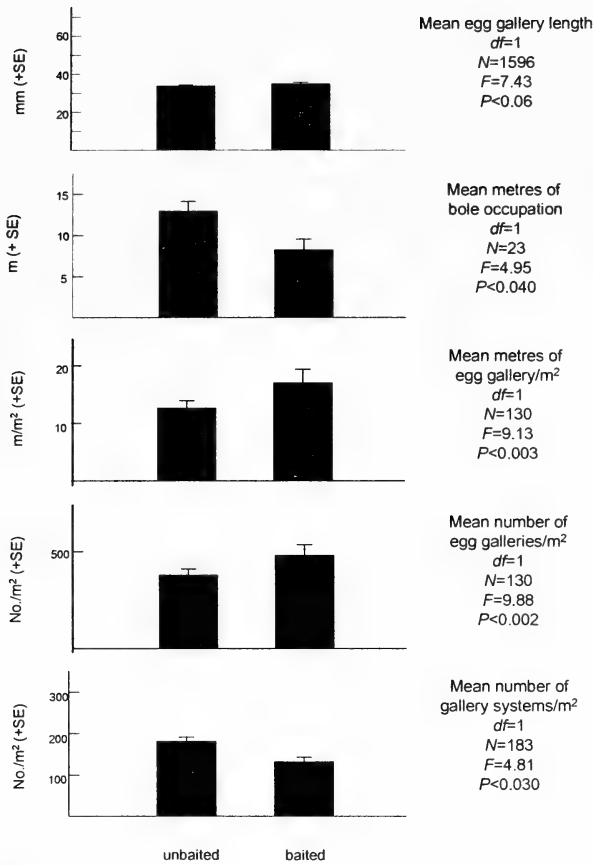 60
40
20
mm (+SE)
Mean egg gallery length
df=1
N=1596
F=7.43
P<0.06
15
10
5
m (+ SE)
Mean metres of
bole occupation
df=1
N=23
F=4.95
P<0.040
20
10
m/m² (+SE)
Mean metres of
egg gallery/m²
df=1
N=130
F=9.13
P<0.003
500
No./m² (+SE)
Mean number of
egg galleries/m²
df=1
N=130
F=9.88
P<0.002
300
200
100
No./m² (+SE)
Mean number of
gallery systems/m²
df=1
N=183
F=4.81
P<0.030
unbaited baited